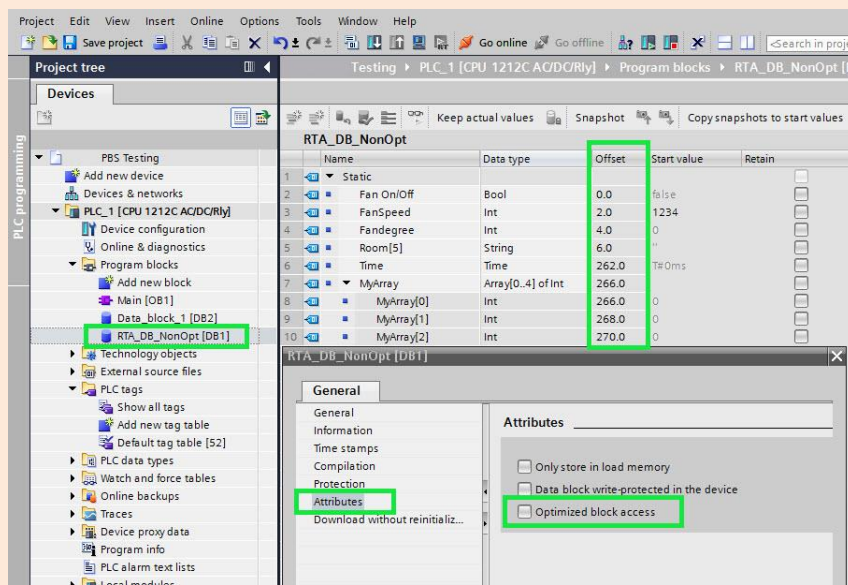 Project Edit View Insert Online Options Tools Window Help
Save project Go online Go offline <Search in proje
Project tree
Testing ▸ PLC_1 [CPU 1212C AC/DC/Rly] ▸ Program blocks ▸ RTA_DB_NonOpt [
Devices
Keep actual values Snapshot Copy snapshots to start values
PLC programming
RTA_DB_NonOpt
Name Data type Offset Start value Retain
1 Static
2 Fan On/Off Bool 0.0 false
3 FanSpeed Int 2.0 1234
4 Fandegree Int 4.0 0
5 Room[5] String 6.0 ''
6 Time Time 262.0 T#0ms
7 MyArray Array[0..4] of Int 266.0
8 MyArray[0] Int 266.0 0
9 MyArray[1] Int 268.0 0
10 MyArray[2] Int 270.0 0
PBS Testing
Add new device
Devices & networks
PLC_1 [CPU 1212C AC/DC/Rly]
Device configuration
Online & diagnostics
Program blocks
Add new block
Main [OB1]
Data_block_1 [DB2]
RTA_DB_NonOpt [DB1]
Technology objects
External source files
PLC tags
Show all tags
Add new tag table
Default tag table [52]
PLC data types
Watch and force tables
Online backups
Traces
Device proxy data
Program info
PLC alarm text lists
Local modules
RTA_DB_NonOpt [DB1]
General
General
Information
Time stamps
Compilation
Protection
Attributes
Download without reinitializ...
Attributes
Only store in load memory
Data block write-protected in the device
Optimized block access